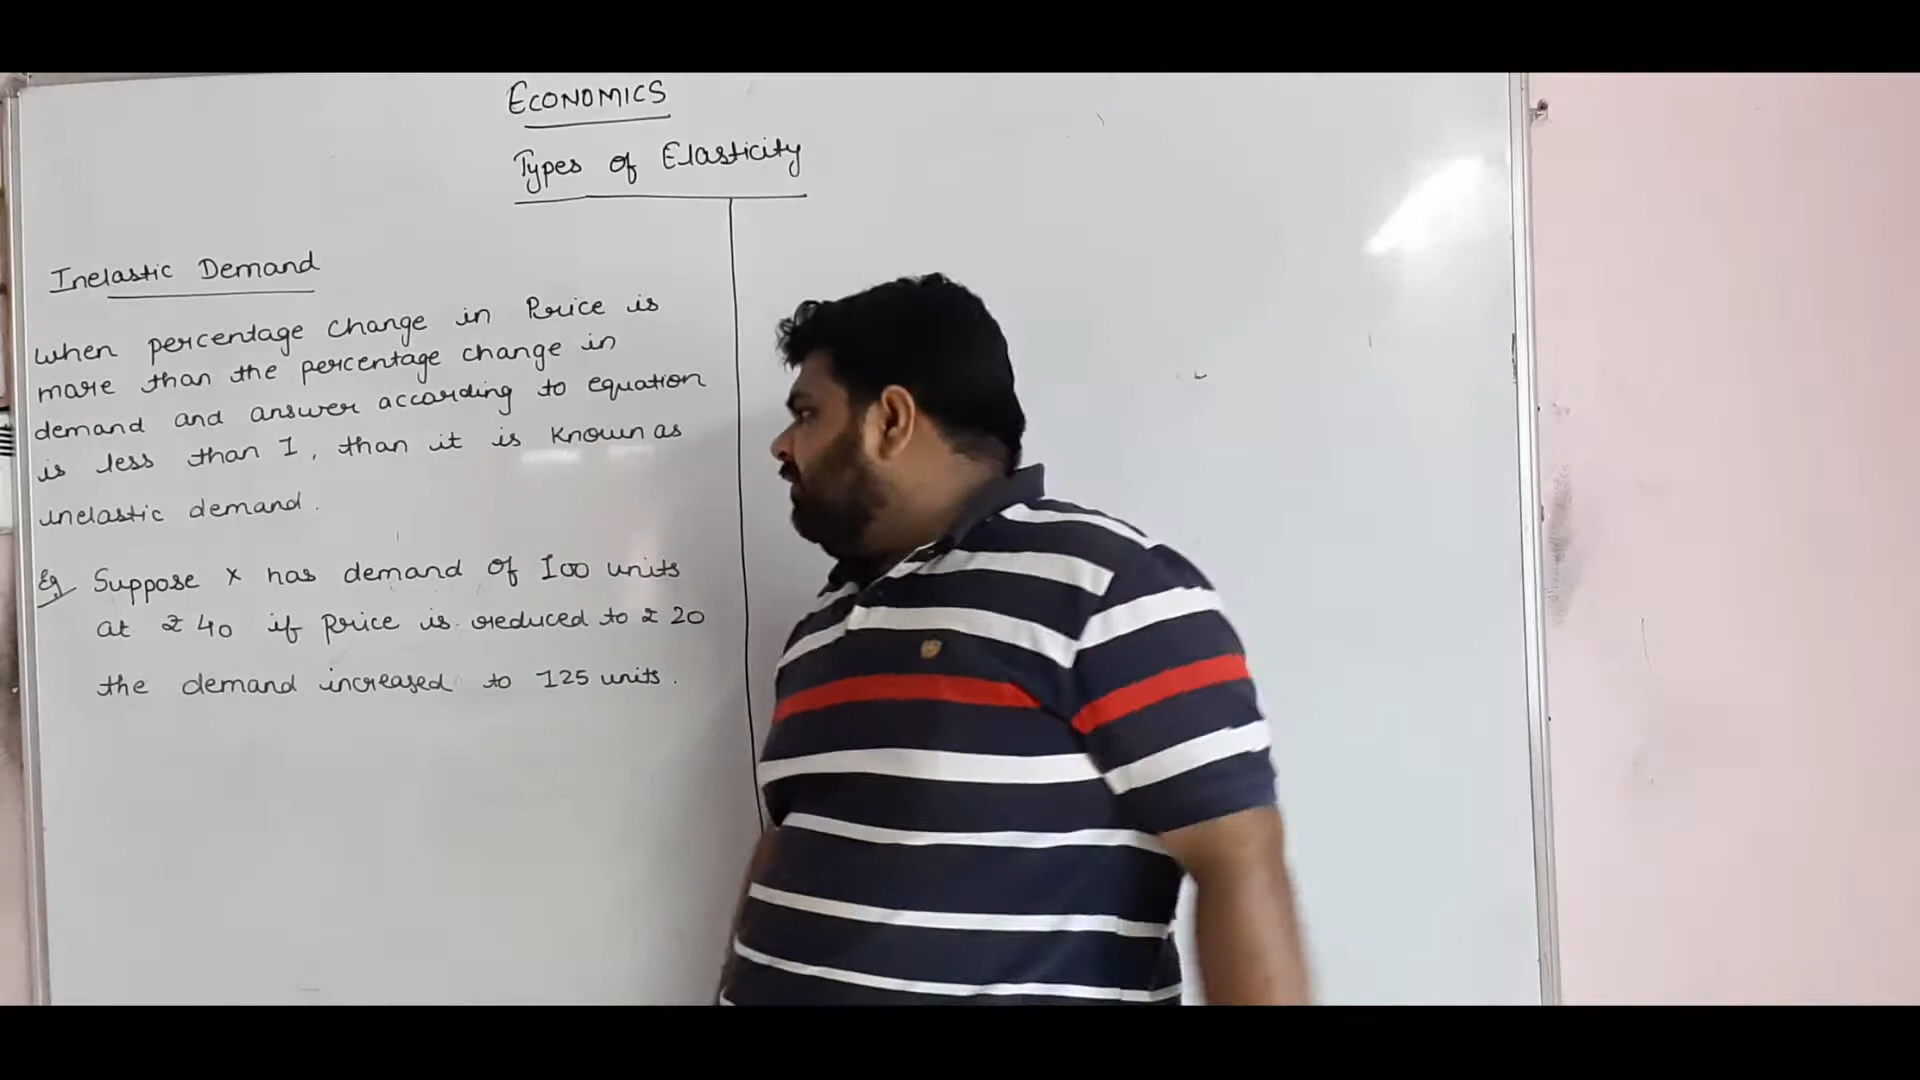 ECONOMICS
Types of Elasticity
Inelastic Demand
When percentage change in Price is
more than the percentage change in
demand and answer according to equation
is less than 1, than it is known as
inelastic demand.
Eg Suppose x has demand of 100 units
at ₹ 40 if price is reduced to ₹ 20
the demand increased to 125 units.